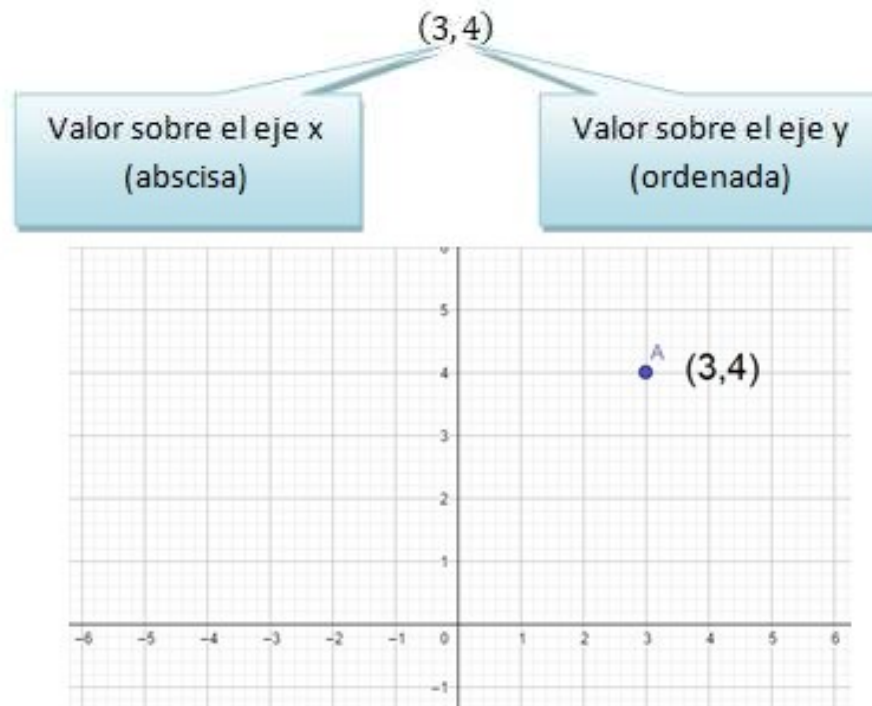 (3,4)
Valor sobre el eje x
(abscisa)
Valor sobre el eje y
(ordenada)
6
5
A
(3,4)
4
3
2
1
−6 −5 −4 −3 −2 −1 0 1 2 3 4 5 6
−1